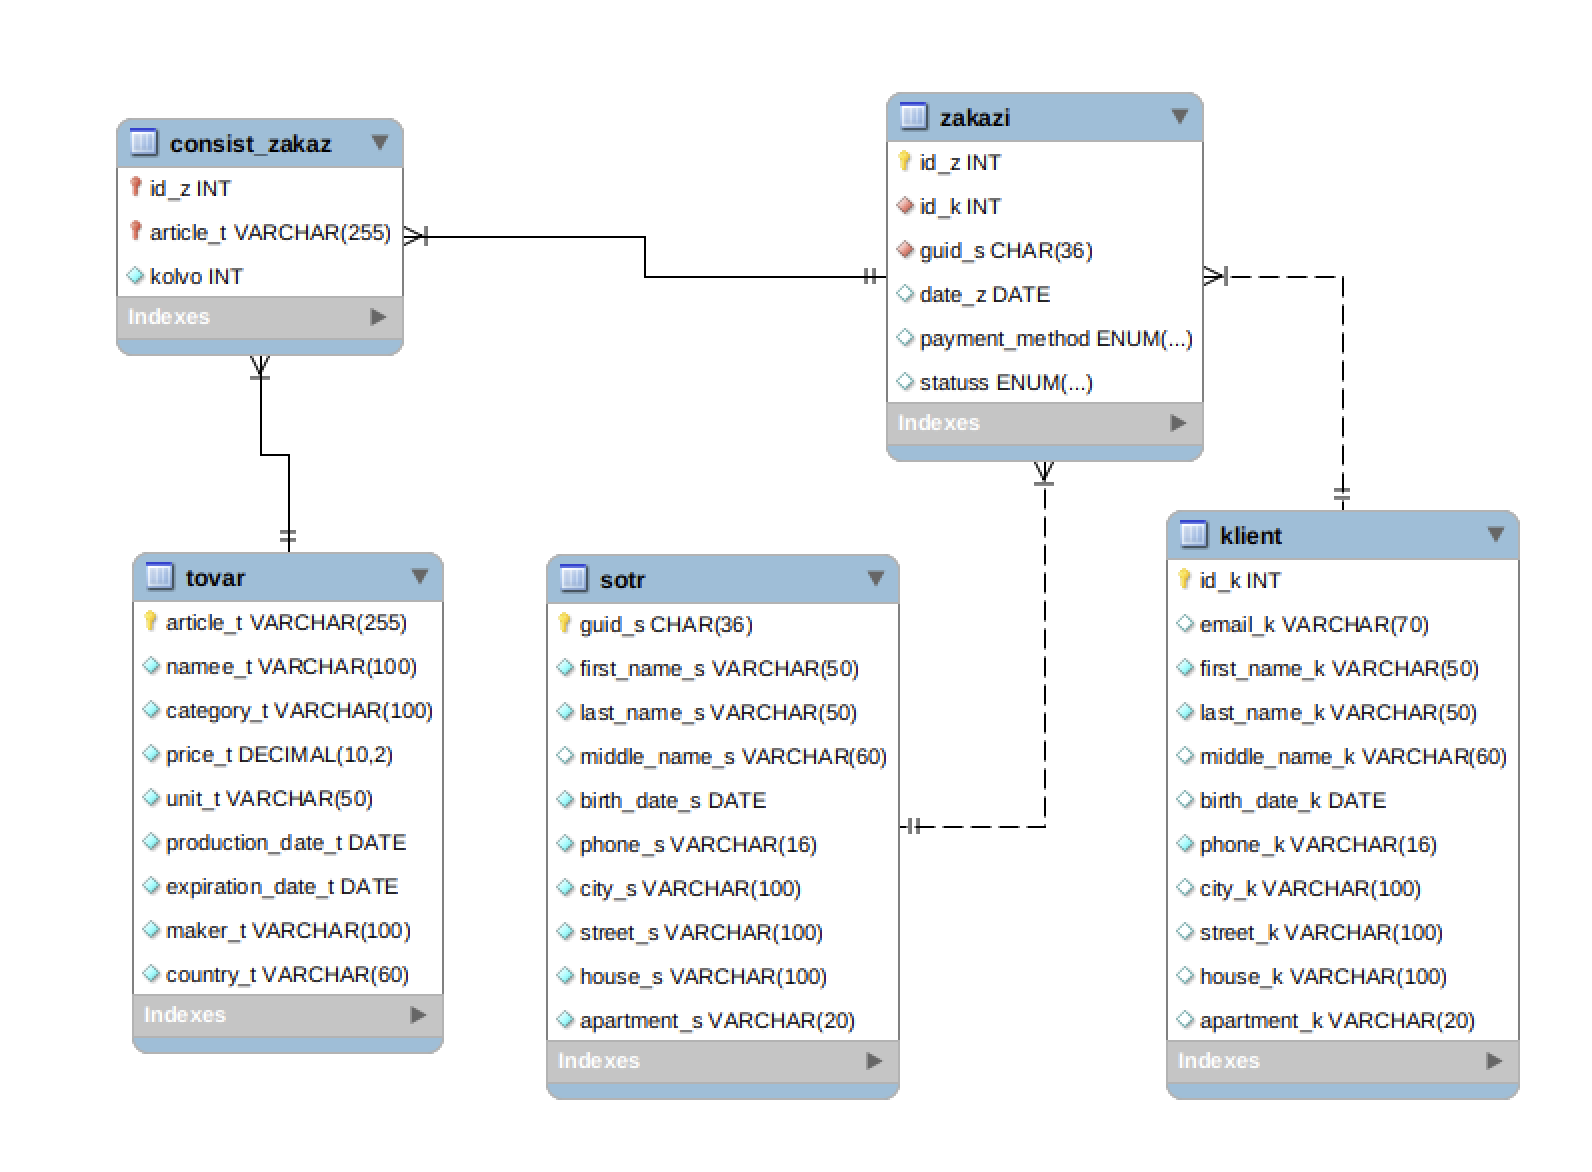 consist_zakaz
id_z INT
article_t VARCHAR(255)
kolvo INT
Indexes
zakazi
id_z INT
id_k INT
guid_s CHAR(36)
date_z DATE
payment_method ENUM(...)
statuss ENUM(...)
Indexes
tovar
article_t VARCHAR(255)
namee_t VARCHAR(100)
category_t VARCHAR(100)
price_t DECIMAL(10,2)
unit_t VARCHAR(50)
production_date_t DATE
expiration_date_t DATE
maker_t VARCHAR(100)
country_t VARCHAR(60)
Indexes
sotr
guid_s CHAR(36)
first_name_s VARCHAR(50)
last_name_s VARCHAR(50)
middle_name_s VARCHAR(60)
birth_date_s DATE
phone_s VARCHAR(16)
city_s VARCHAR(100)
street_s VARCHAR(100)
house_s VARCHAR(100)
apartment_s VARCHAR(20)
Indexes
klient
id_k INT
email_k VARCHAR(70)
first_name_k VARCHAR(50)
last_name_k VARCHAR(50)
middle_name_k VARCHAR(60)
birth_date_k DATE
phone_k VARCHAR(16)
city_k VARCHAR(100)
street_k VARCHAR(100)
house_k VARCHAR(100)
apartment_k VARCHAR(20)
Indexes